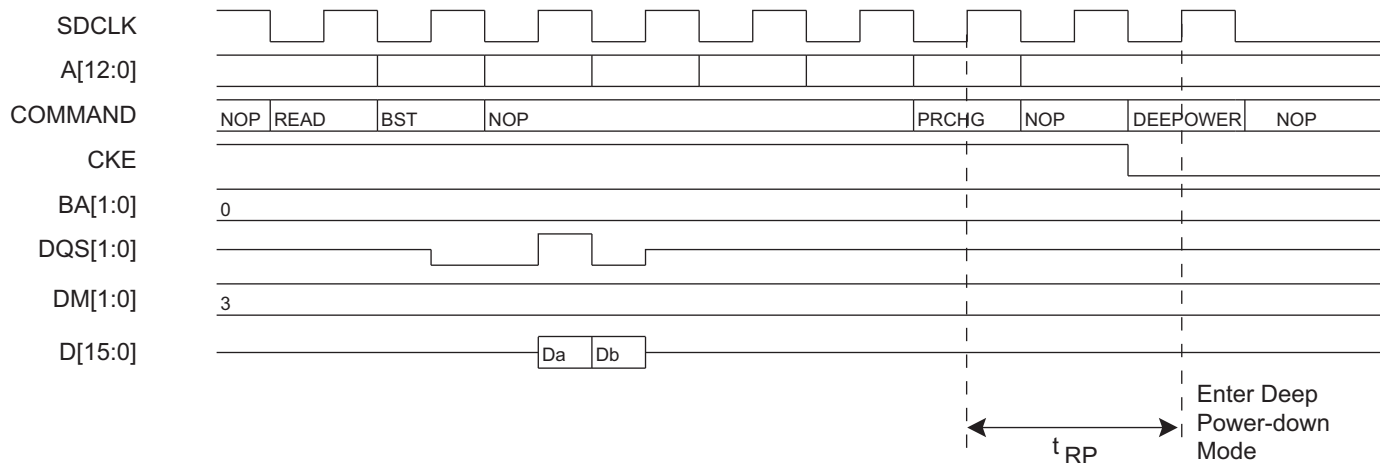 SDCLK
A[12:0]
COMMAND NOP READ BST NOP PRCHG NOP DEEPOWER NOP
CKE
BA[1:0] 0
DQS[1:0]
DM[1:0] 3
D[15:0] Da Db
t RP
Enter Deep
Power-down
Mode